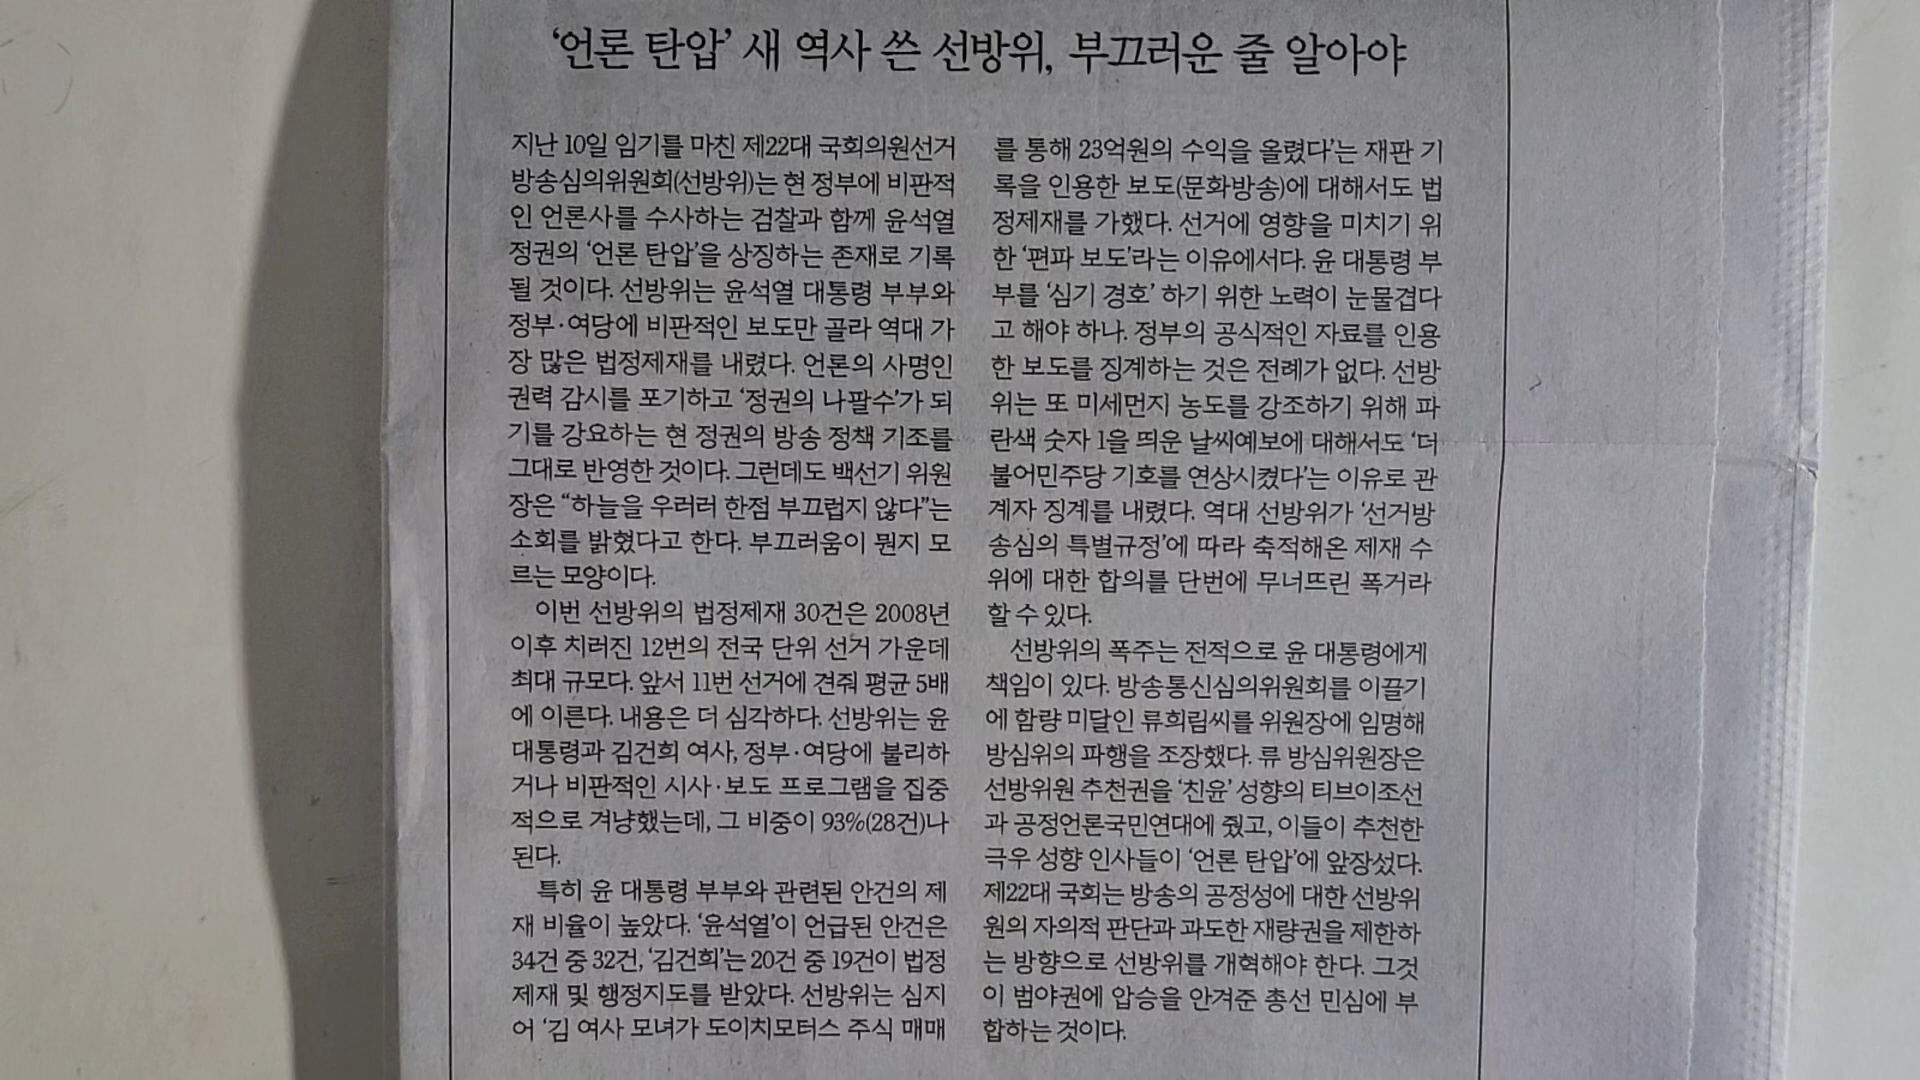 '언론 탄압' 새 역사 쓴 선방위, 부끄러운 줄 알아야
지난 10일 임기를 마친 제22대 국회의원선거
방송심의위원회(선방위)는 현 정부에 비판적
인 언론사를 수사하는 검찰과 함께 윤석열
정권의 '언론 탄압'을 상징하는 존재로 기록
될 것이다. 선방위는 윤석열 대통령 부부와
정부·여당에 비판적인 보도만 골라 역대 가
장 많은 법정제재를 내렸다. 언론의 사명인
권력 감시를 포기하고 '정권의 나팔수'가 되
기를 강요하는 현 정권의 방송 정책 기조를
그대로 반영한 것이다. 그런데도 백선기 위원
장은 “하늘을 우러러 한점 부끄럽지 않다”는
소회를 밝혔다고 한다. 부끄러움이 뭔지 모
르는 모양이다.
이번 선방위의 법정제재 30건은 2008년
이후 치러진 12번의 전국 단위 선거 가운데
최대 규모다. 앞서 11번 선거에 견줘 평균 5배
에 이른다. 내용은 더 심각하다. 선방위는 윤
대통령과 김건희 여사, 정부·여당에 불리하
거나 비판적인 시사·보도 프로그램을 집중
적으로 겨냥했는데, 그 비중이 93%(28건)나
된다.
특히 윤 대통령 부부와 관련된 안건의 제
재 비율이 높았다. '윤석열'이 언급된 안건은
34건 중 32건, '김건희'는 20건 중 19건이 법정
제재 및 행정지도를 받았다. 선방위는 심지
어 '김 여사 모녀가 도이치모터스 주식 매매
를 통해 23억원의 수익을 올렸다'는 재판 기
록을 인용한 보도(문화방송)에 대해서도 법
정제재를 가했다. 선거에 영향을 미치기 위
한 '편파 보도'라는 이유에서다. 윤 대통령 부
부를 '심기 경호' 하기 위한 노력이 눈물겹다
고 해야 하나. 정부의 공식적인 자료를 인용
한 보도를 징계하는 것은 전례가 없다. 선방
위는 또 미세먼지 농도를 강조하기 위해 파
란색 숫자 1을 띄운 날씨예보에 대해서도 '더
불어민주당 기호를 연상시켰다'는 이유로 관
계자 징계를 내렸다. 역대 선방위가 '선거방
송심의 특별규정'에 따라 축적해온 제재 수
위에 대한 합의를 단번에 무너뜨린 폭거라
할 수 있다.
선방위의 폭주는 전적으로 윤 대통령에게
책임이 있다. 방송통신심의위원회를 이끌기
에 함량 미달인 류희림씨를 위원장에 임명해
방심위의 파행을 조장했다. 류 방심위원장은
선방위원 추천권을 '친윤' 성향의 티브이조선
과 공정언론국민연대에 줬고, 이들이 추천한
극우 성향 인사들이 '언론 탄압'에 앞장섰다.
제22대 국회는 방송의 공정성에 대한 선방위
원의 자의적 판단과 과도한 재량권을 제한하
는 방향으로 선방위를 개혁해야 한다. 그것
이 범야권에 압승을 안겨준 총선 민심에 부
합하는 것이다.